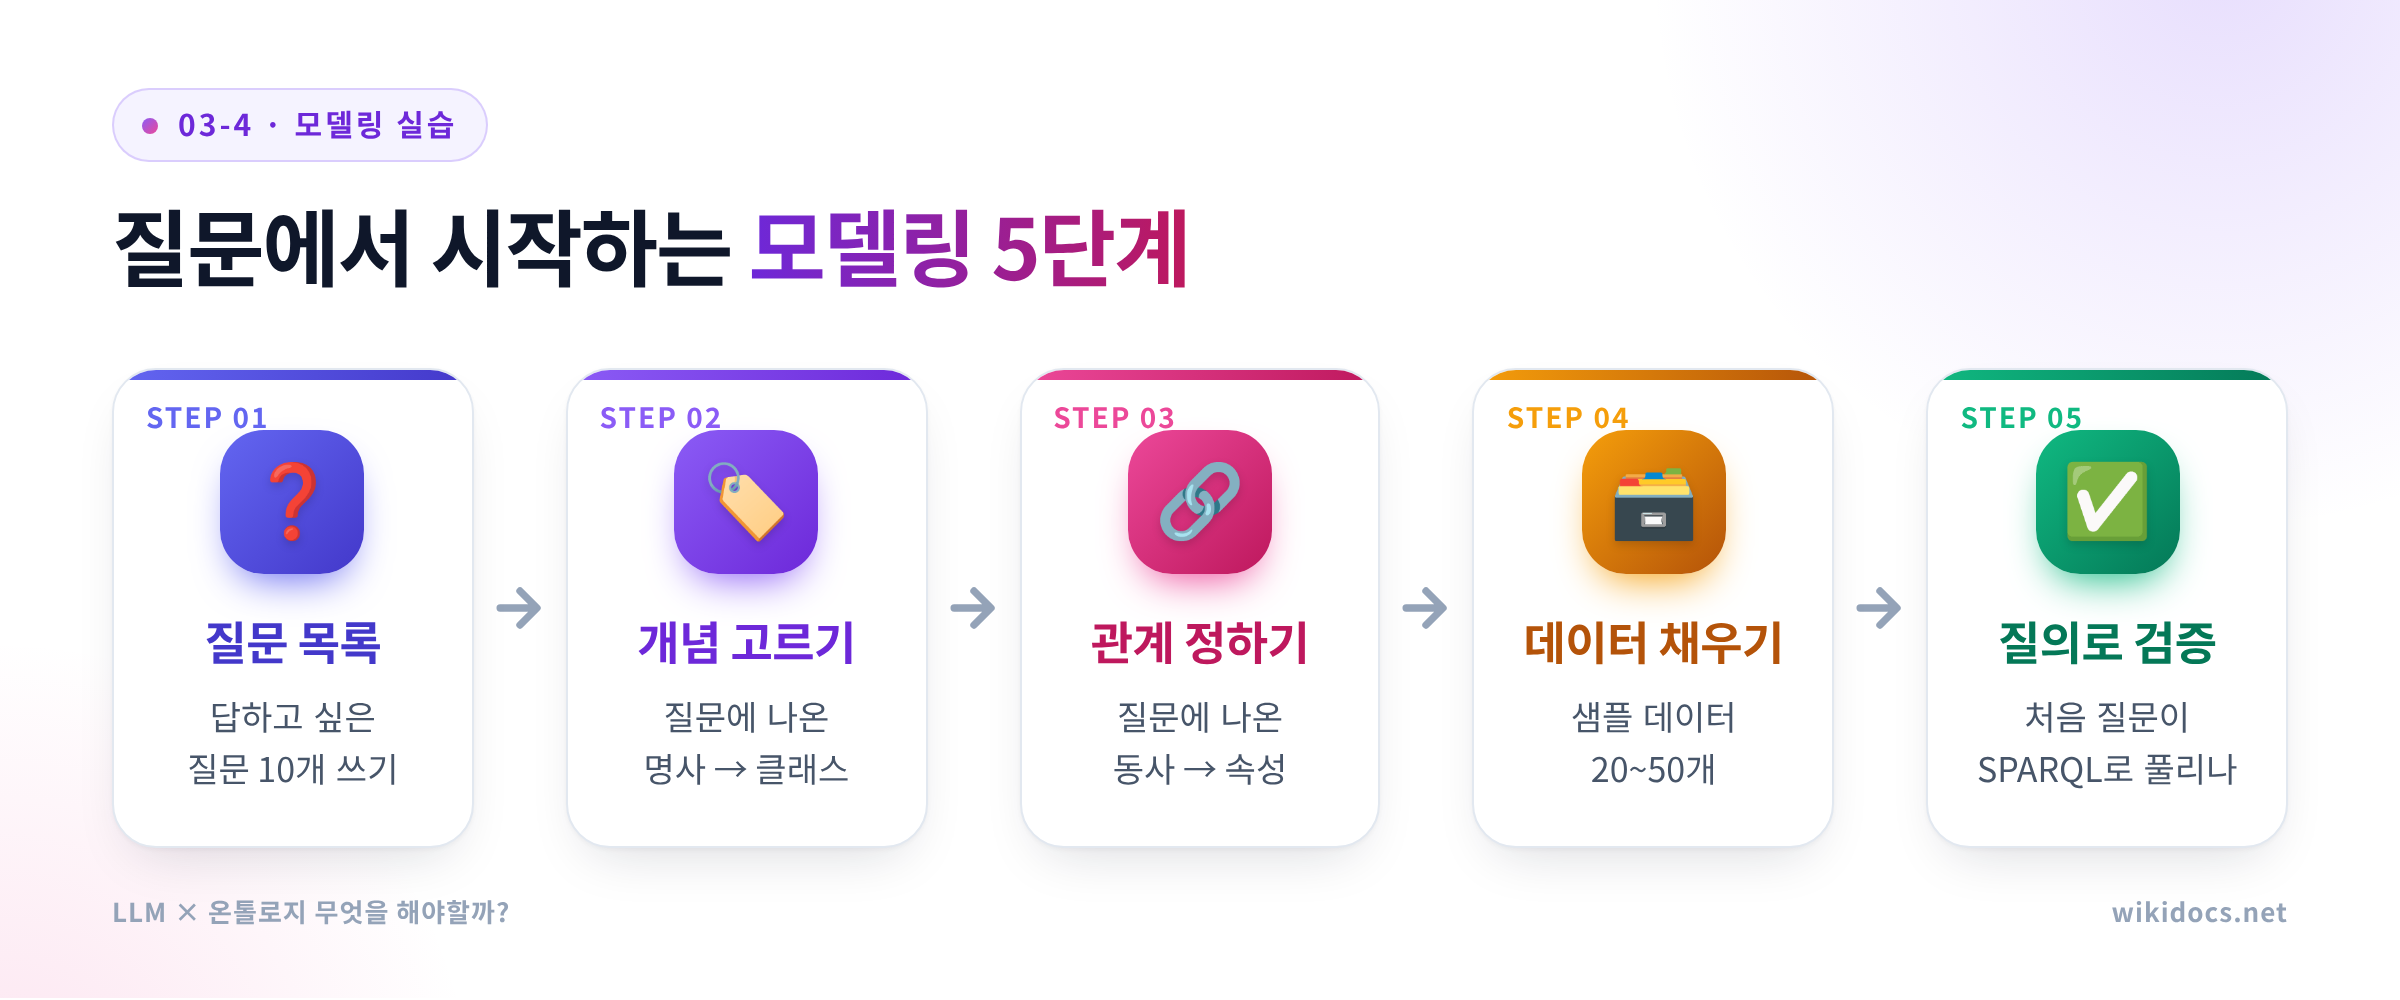 03-4 · 모델링 실습
질문에서 시작하는 모델링 5단계
STEP 01
질문 목록
답하고 싶은
질문 10개 쓰기
STEP 02
개념 고르기
질문에 나온
명사 → 클래스
STEP 03
관계 정하기
질문에 나온
동사 → 속성
STEP 04
데이터 채우기
샘플 데이터
20~50개
STEP 05
질의로 검증
처음 질문이
SPARQL로 풀리나
LLM × 온톨로지 무엇을 해야할까?
wikidocs.net